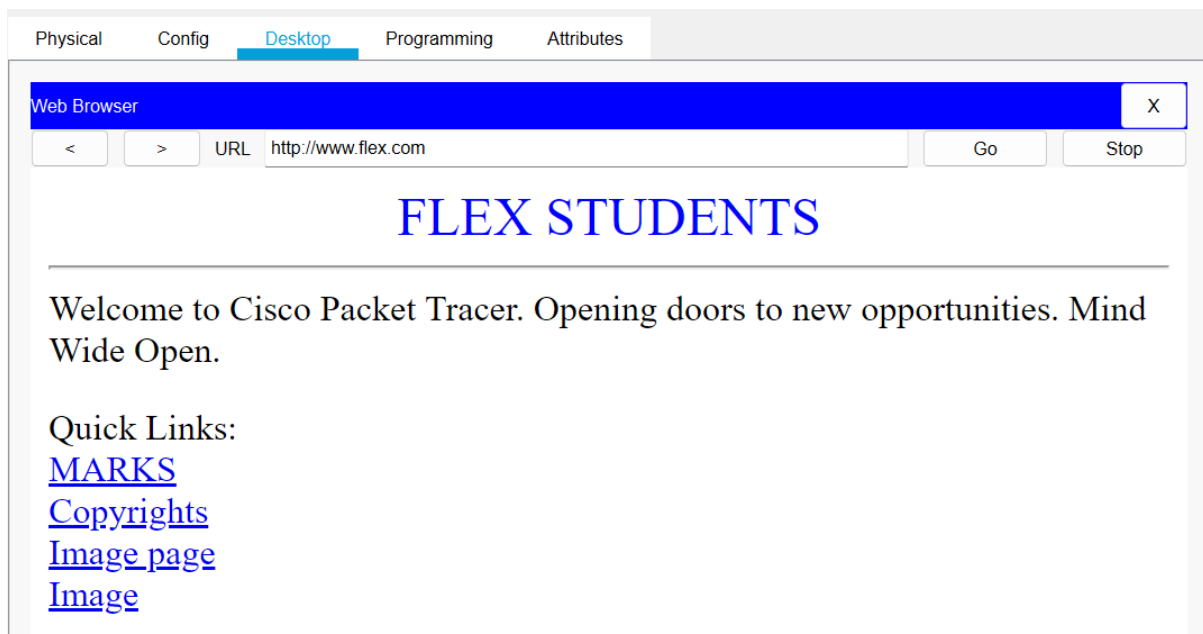 Physical Config Desktop Programming Attributes
Web Browser X
< > URL http://www.flex.com Go Stop
FLEX STUDENTS
Welcome to Cisco Packet Tracer. Opening doors to new opportunities. Mind
Wide Open.
Quick Links:
MARKS
Copyrights
Image page
Image